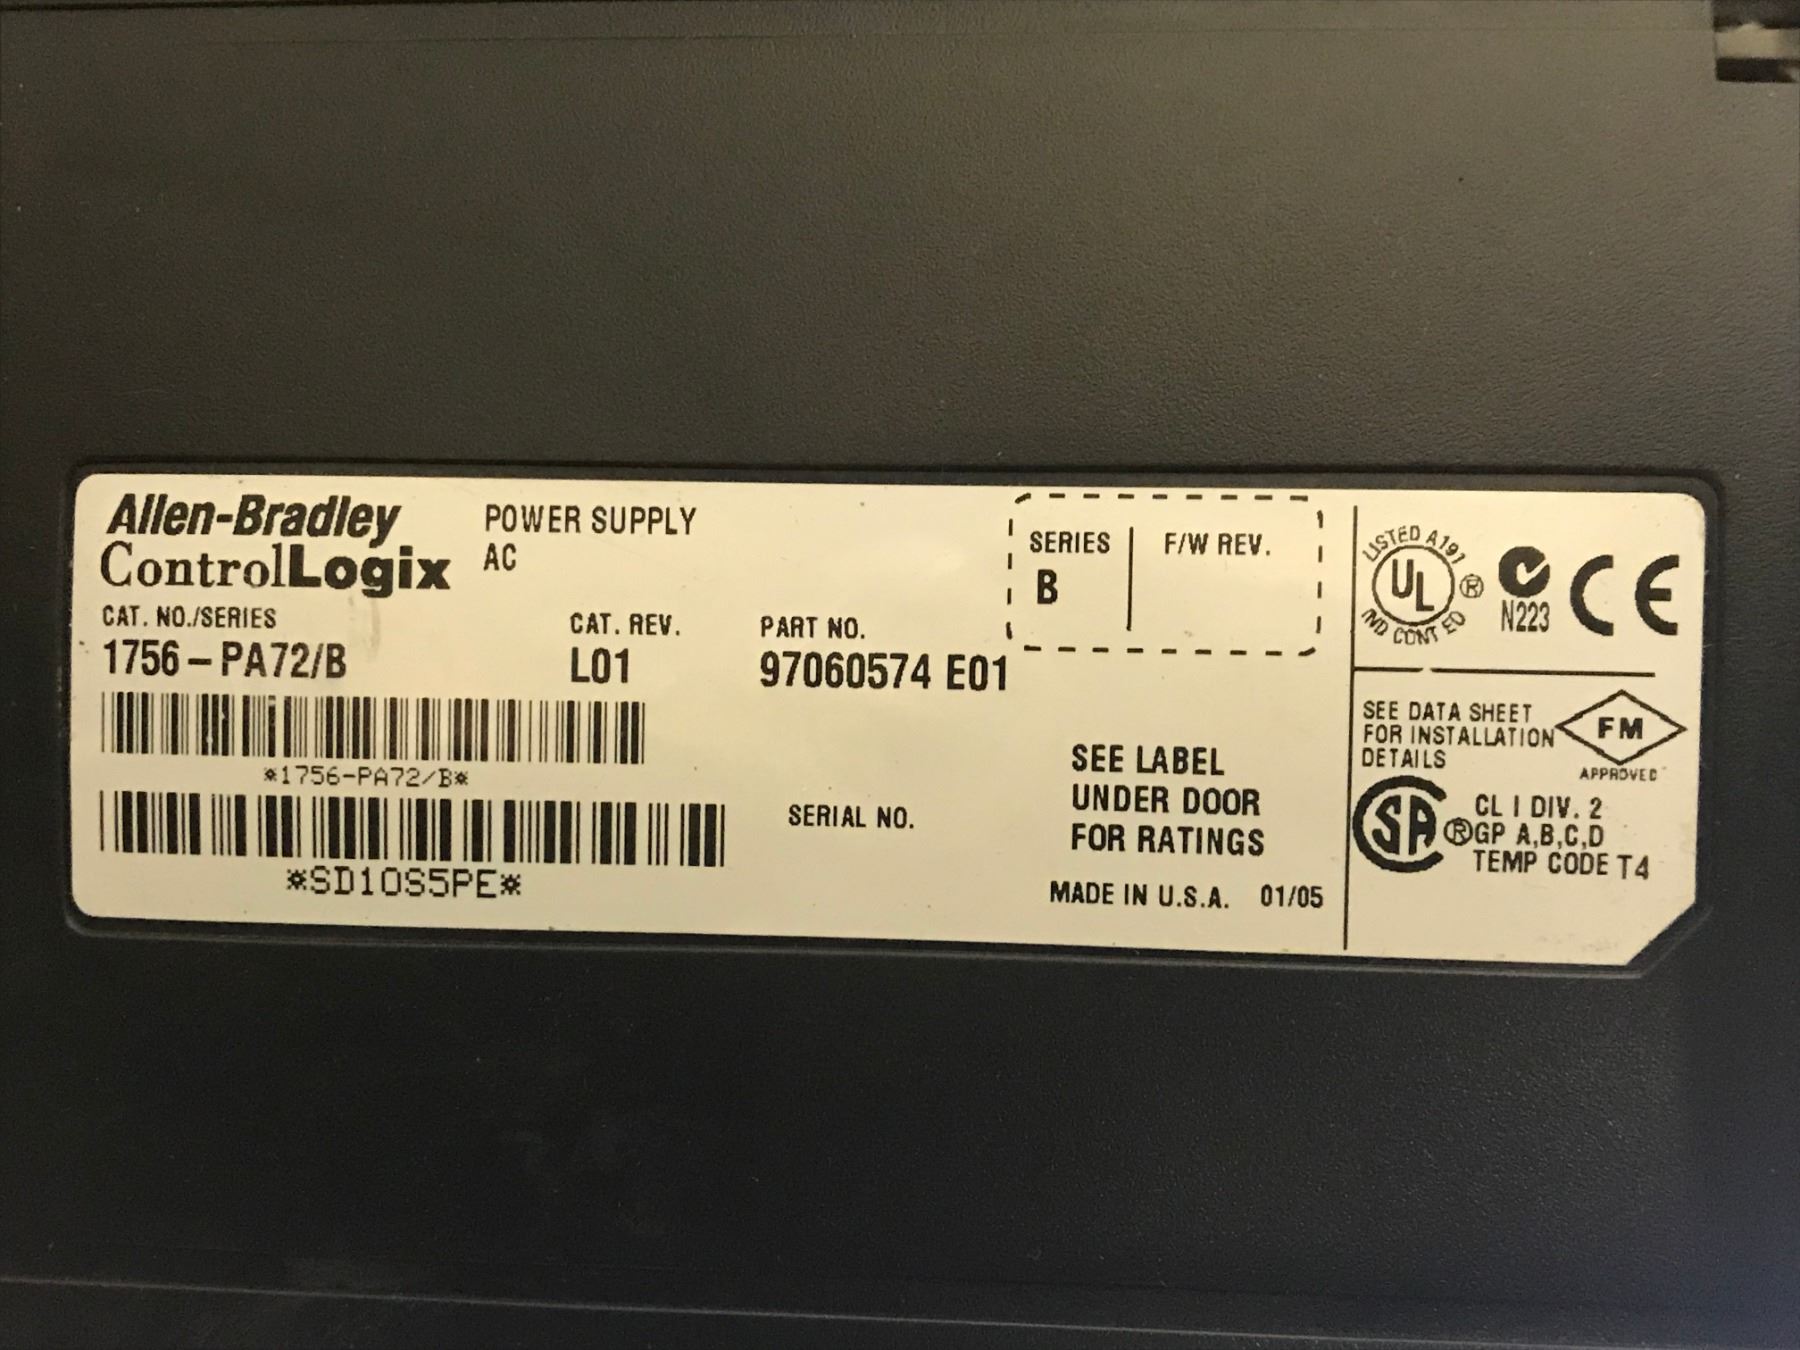 Allen-Bradley
ControlLogix
POWER SUPPLY
AC
CAT. NO./SERIES
1756-PA72/B
CAT. REV.
L01
PART NO.
97060574 E01
SERIES
B
F/W REV.
*1756-PA72/B*
*SD10S5PE*
SERIAL NO.
SEE LABEL
UNDER DOOR
FOR RATINGS
MADE IN U.S.A. 01/05
LISTED A191
UL ®
IND CONT EQ
N223
CE
SEE DATA SHEET
FOR INSTALLATION
DETAILS
FM
APPROVED
SA ®
CL I DIV. 2
GP A,B,C,D
TEMP CODE T4